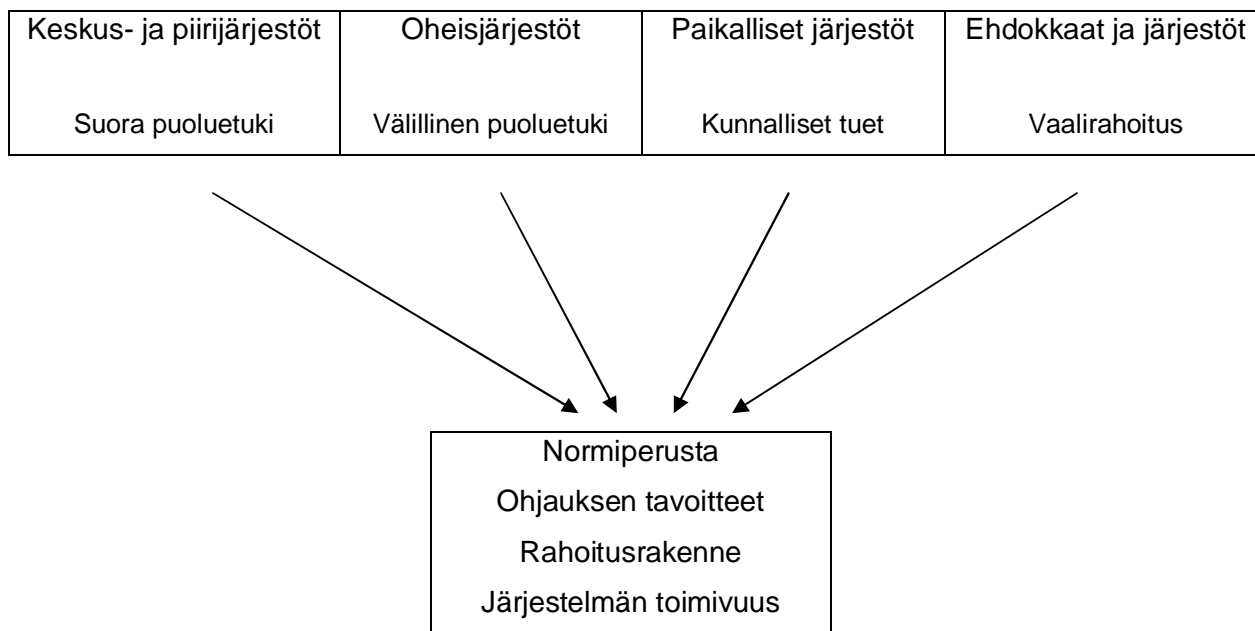 Keskus- ja piirijärjestöt
Suora puoluetuki
Oheisjärjestöt
Välillinen puoluetuki
Paikalliset järjestöt
Kunnalliset tuet
Ehdokkaat ja järjestöt
Vaalirahoitus
Normiperusta
Ohjauksen tavoitteet
Rahoitusrakenne
Järjestelmän toimivuus